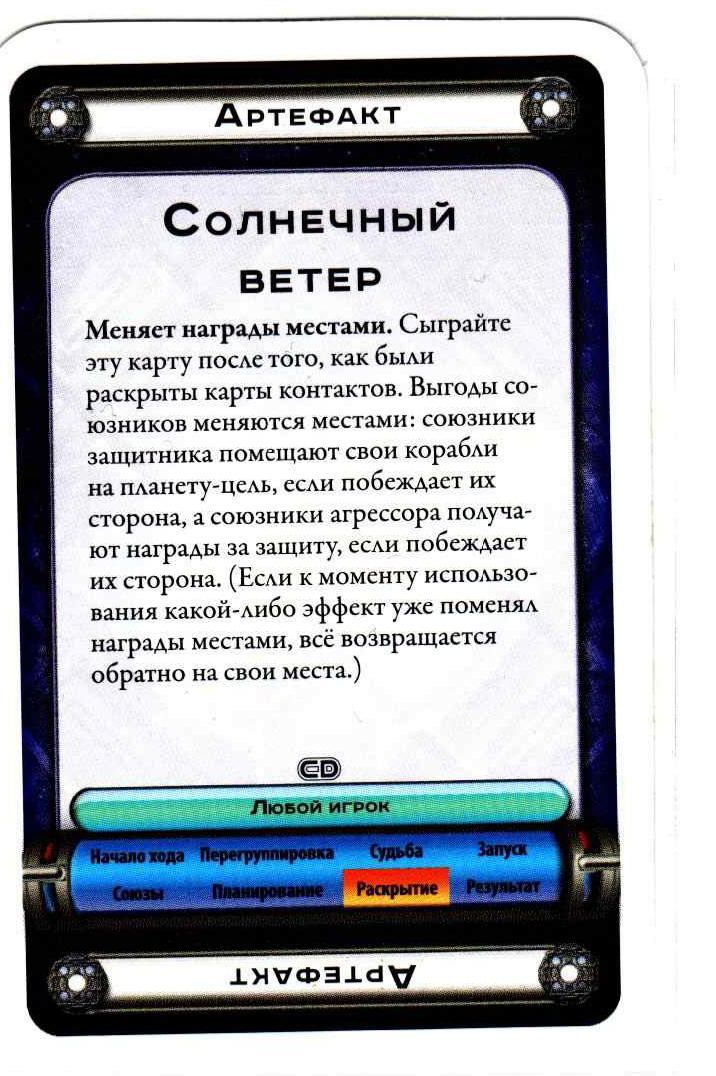 Артефакт
Солнечный
ветер
Меняет награды местами. Сыграйте
эту карту после того, как были
раскрыты карты контактов. Выгоды со-
юзников меняются местами: союзники
защитника помещают свои корабли
на планету-цель, если побеждает их
сторона, а союзники агрессора получа-
ют награды за защиту, если побеждает
их сторона. (Если к моменту использо-
вания какой-либо эффект уже поменял
награды местами, всё возвращается
обратно на свои места.)
CD
Любой игрок
Начало хода Перегруппировка Судьба Запуск
Союзы Планирование Раскрытие Результат
Артефакт